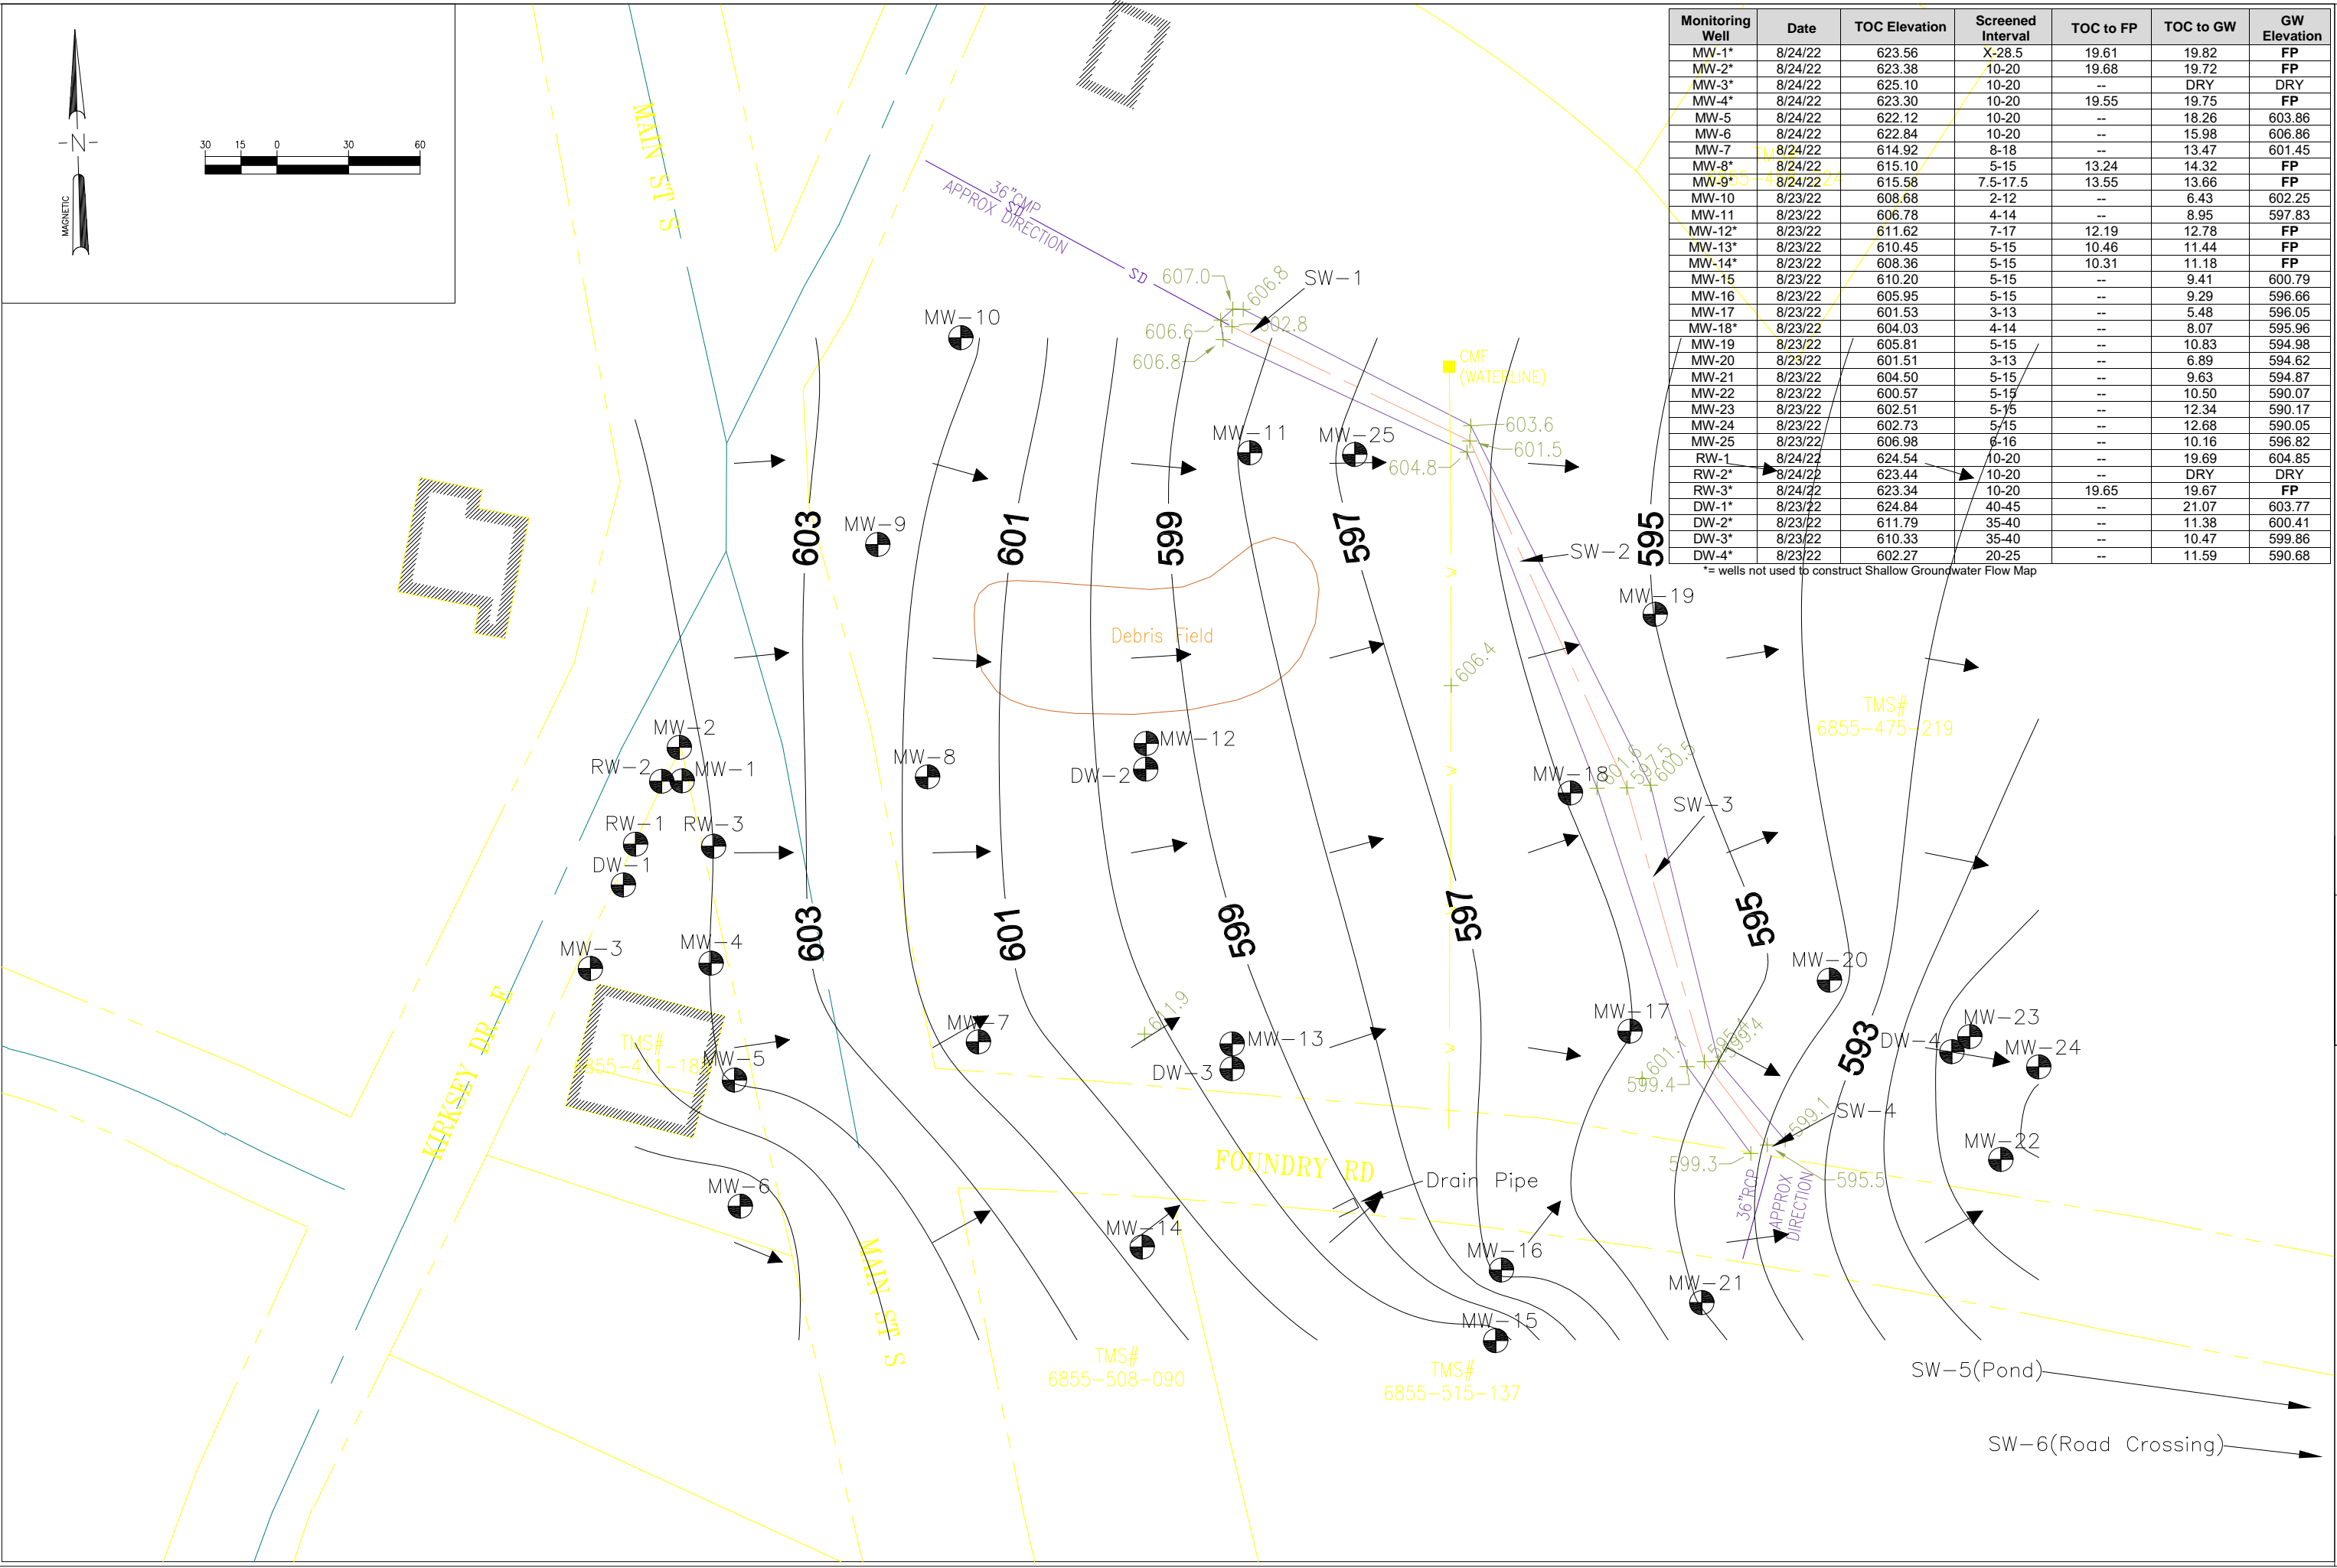 -N-
MAGNETIC
30 15 0 30 60
Monitoring Well Date TOC Elevation Screened Interval TOC to FP TOC to GW GW Elevation
MW-1* 8/24/22 623.56 X-28.5 19.61 19.82 FP
MW-2* 8/24/22 623.38 10-20 19.68 19.72 FP
MW-3* 8/24/22 625.10 10-20 -- DRY DRY
MW-4* 8/24/22 623.30 10-20 19.55 19.75 FP
MW-5 8/24/22 622.12 10-20 -- 18.26 603.86
MW-6 8/24/22 622.84 10-20 -- 15.98 606.86
MW-7 8/24/22 614.92 8-18 -- 13.47 601.45
MW-8* 8/24/22 615.10 5-15 13.24 14.32 FP
MW-9* 8/24/22 615.58 7.5-17.5 13.55 13.66 FP
MW-10 8/23/22 608.68 2-12 -- 6.43 602.25
MW-11 8/23/22 606.78 4-14 -- 8.95 597.83
MW-12* 8/23/22 611.62 7-17 12.19 12.78 FP
MW-13* 8/23/22 610.45 5-15 10.46 11.44 FP
MW-14* 8/23/22 608.36 5-15 10.31 11.18 FP
MW-15 8/23/22 610.20 5-15 -- 9.41 600.79
MW-16 8/23/22 605.95 5-15 -- 9.29 596.66
MW-17 8/23/22 601.53 3-13 -- 5.48 596.05
MW-18* 8/23/22 604.03 4-14 -- 8.07 595.96
MW-19 8/23/22 605.81 5-15 -- 10.83 594.98
MW-20 8/23/22 601.51 3-13 -- 6.89 594.62
MW-21 8/23/22 604.50 5-15 -- 9.63 594.87
MW-22 8/23/22 600.57 5-15 -- 10.50 590.07
MW-23 8/23/22 602.51 5-15 -- 12.34 590.17
MW-24 8/23/22 602.73 5-15 -- 12.68 590.05
MW-25 8/23/22 606.98 6-16 -- 10.16 596.82
RW-1 8/24/22 624.54 10-20 -- 19.69 604.85
RW-2* 8/24/22 623.44 10-20 -- DRY DRY
RW-3* 8/24/22 623.34 10-20 19.65 19.67 FP
DW-1* 8/23/22 624.84 40-45 -- 21.07 603.77
DW-2* 8/23/22 611.79 35-40 -- 11.38 600.41
DW-3* 8/23/22 610.33 35-40 -- 10.47 599.86
DW-4* 8/23/22 602.27 20-25 -- 11.59 590.68
*= wells not used to construct Shallow Groundwater Flow Map
MAIN ST S
36"CMP
APPROX DIRECTION
SD
SD
607.0
606.8
SW-1
602.8
606.6
606.8
MW-10
CMF
(WATERLINE)
MW-11
MW-25
603.6
601.5
604.8
MW-9
603
601
599
597
595
SW-2
W
MW-19
Debris Field
606.4
TMS#
6855-475-219
MW-2
MW-12
RW-2
MW-1
MW-8
DW-2
W
MW-18
601.6
597.5
600.5
SW-3
RW-1
RW-3
DW-1
603
601
599
597
595
MW-3
MW-4
MW-20
KIRKSEY DR E
611.9
MW-7
MW-13
DW-3
MW-17
W
601.1
599.4
599.4
593
DW-4
MW-23
MW-24
TMS#
MW-5
SW-4
599.1
MW-22
FOUNDRY RD
599.3
595.5
Drain Pipe
36"RCP
APPROX
DIRECTION
MW-6
MW-14
MW-16
MW-21
MAIN ST S
MW-15
TMS#
6855-508-090
TMS#
6855-515-137
SW-5(Pond)
SW-6(Road Crossing)